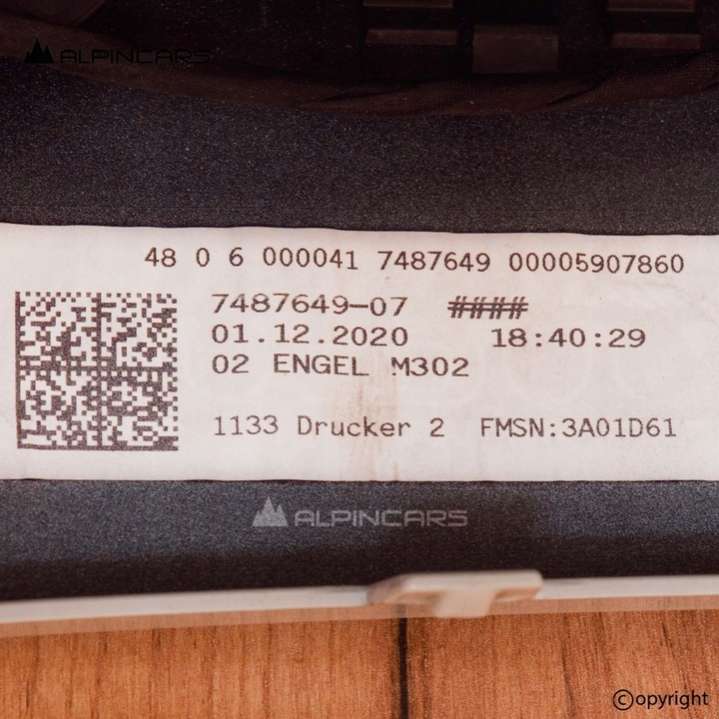 ALPINCARS
48 0 6 000041 7487649 00005907860
7487649-07 ####
01.12.2020 18:40:29
02 ENGEL M302
1133 Drucker 2 FMSN:3A01D61
ALPINCARS
©opyright